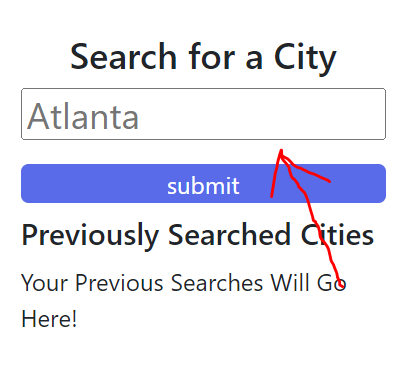 Search for a City
Atlanta
submit
Previously Searched Cities
Your Previous Searches Will Go
Here!